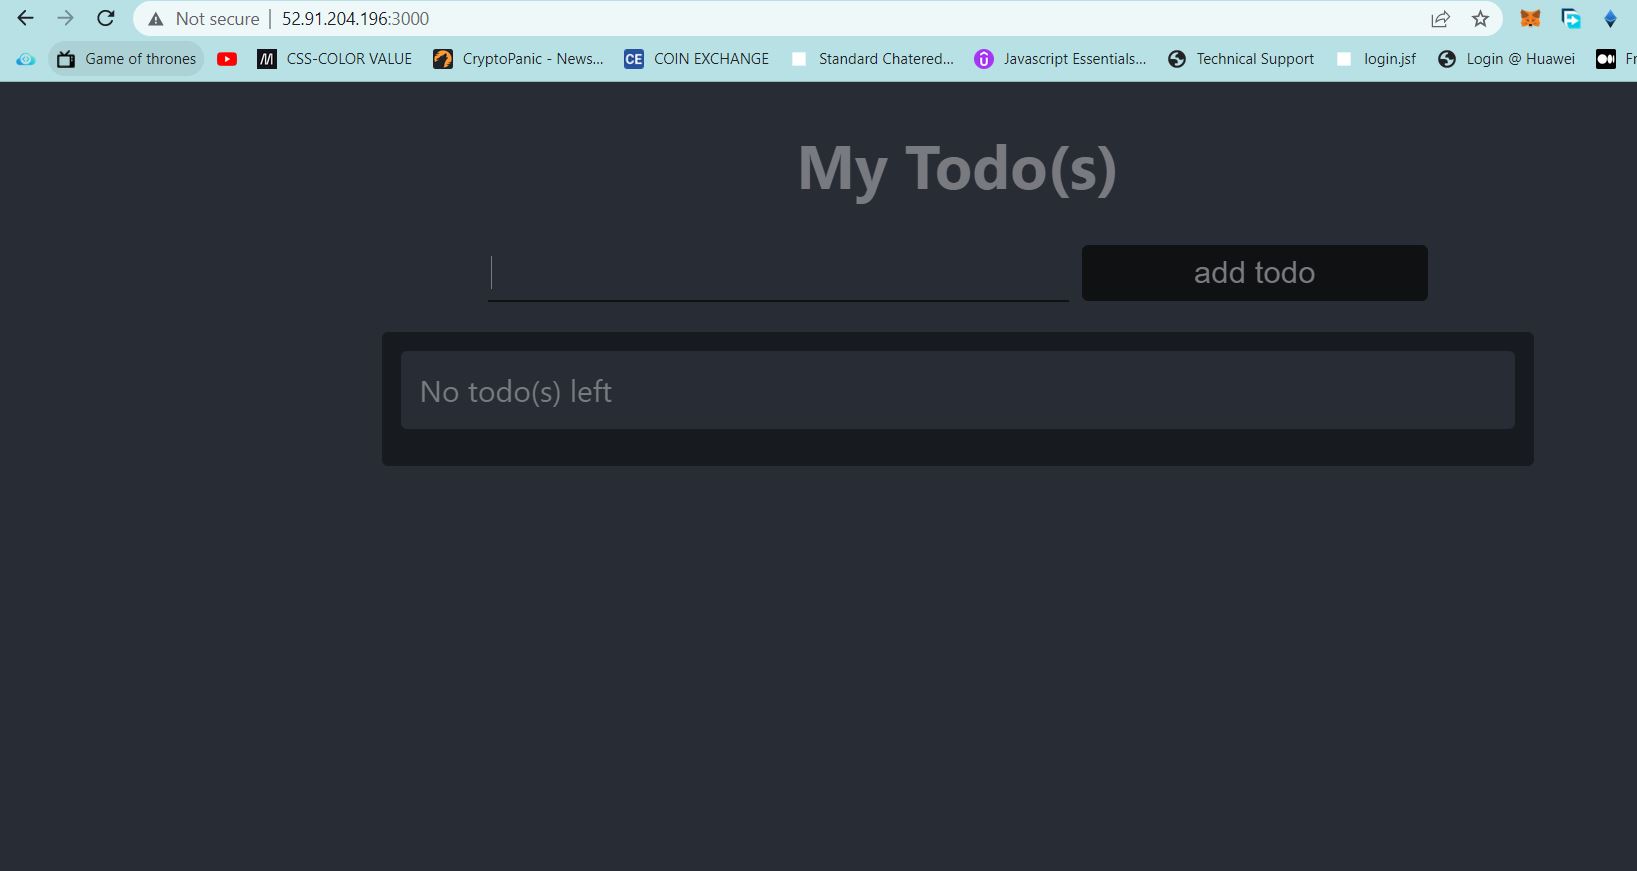 Not secure | 52.91.204.196:3000
Game of thrones M CSS-COLOR VALUE CryptoPanic - News... CE COIN EXCHANGE Standard Chatered... Û Javascript Essentials... Technical Support login.jsf Login @ Huawei Fr
My Todo(s)
add todo
No todo(s) left